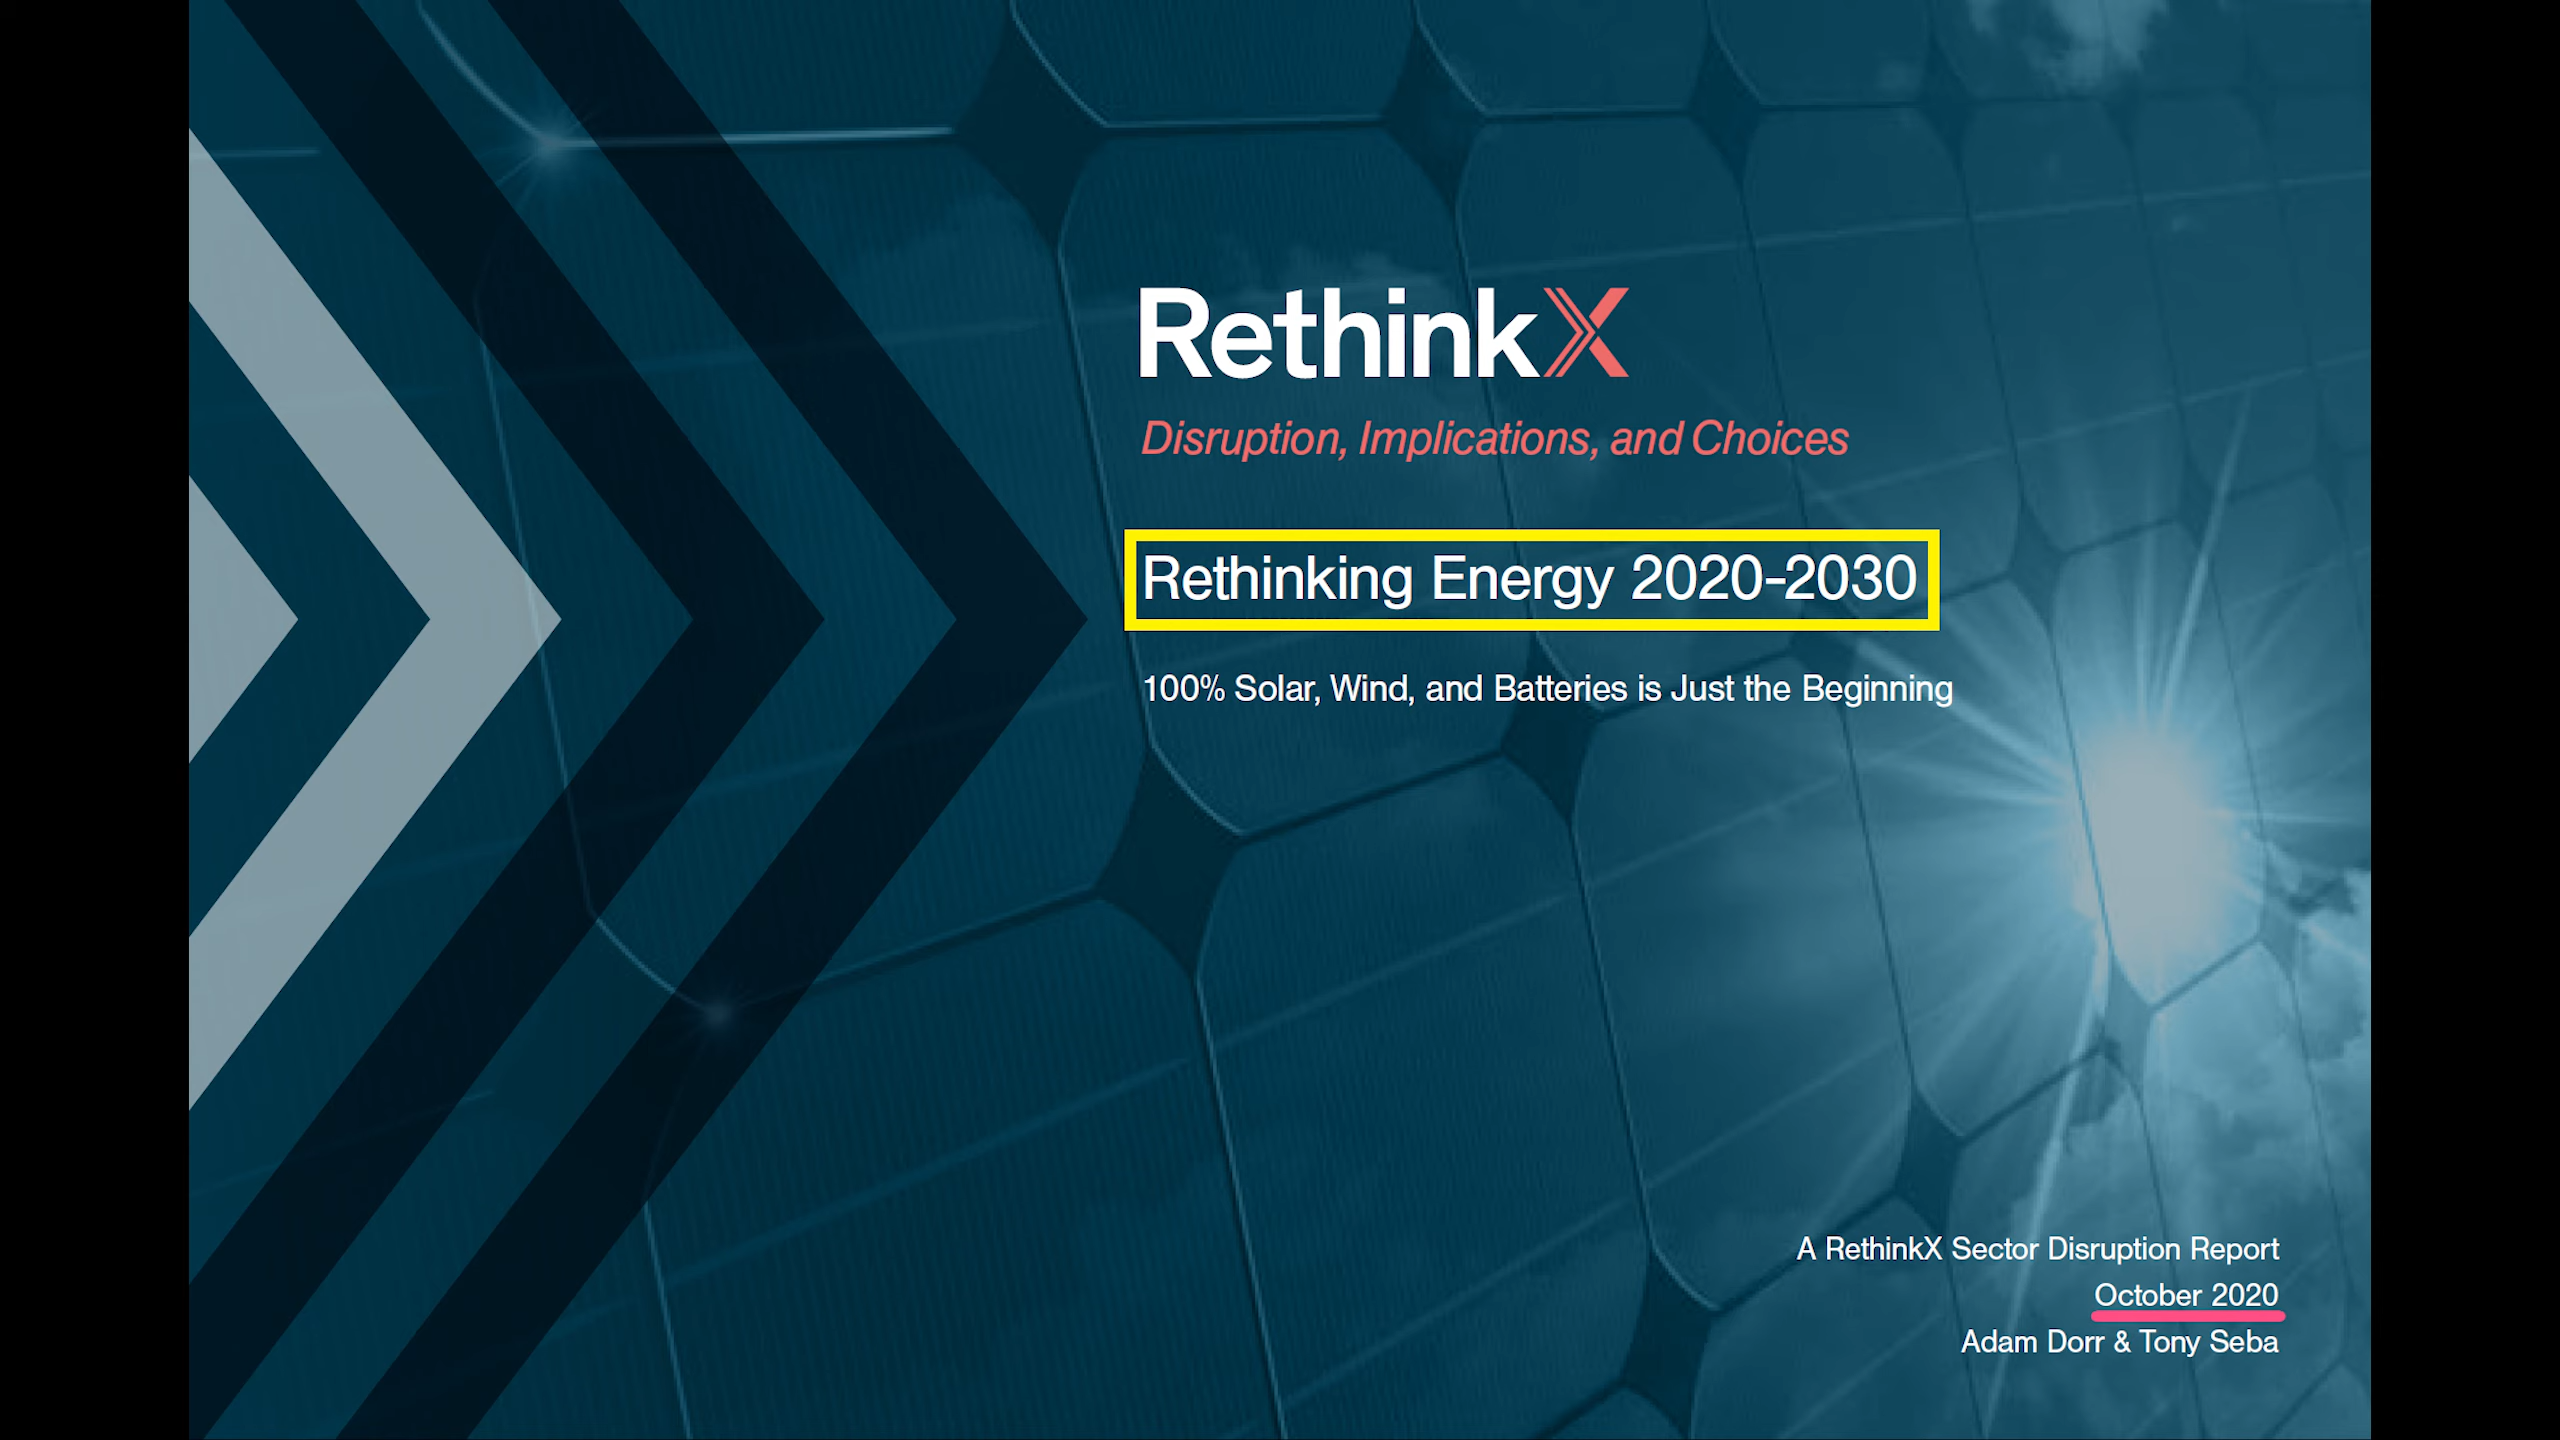 RethinkX
Disruption, Implications, and Choices
Rethinking Energy 2020-2030
100% Solar, Wind, and Batteries is Just the Beginning
A RethinkX Sector Disruption Report
October 2020
Adam Dorr & Tony Seba